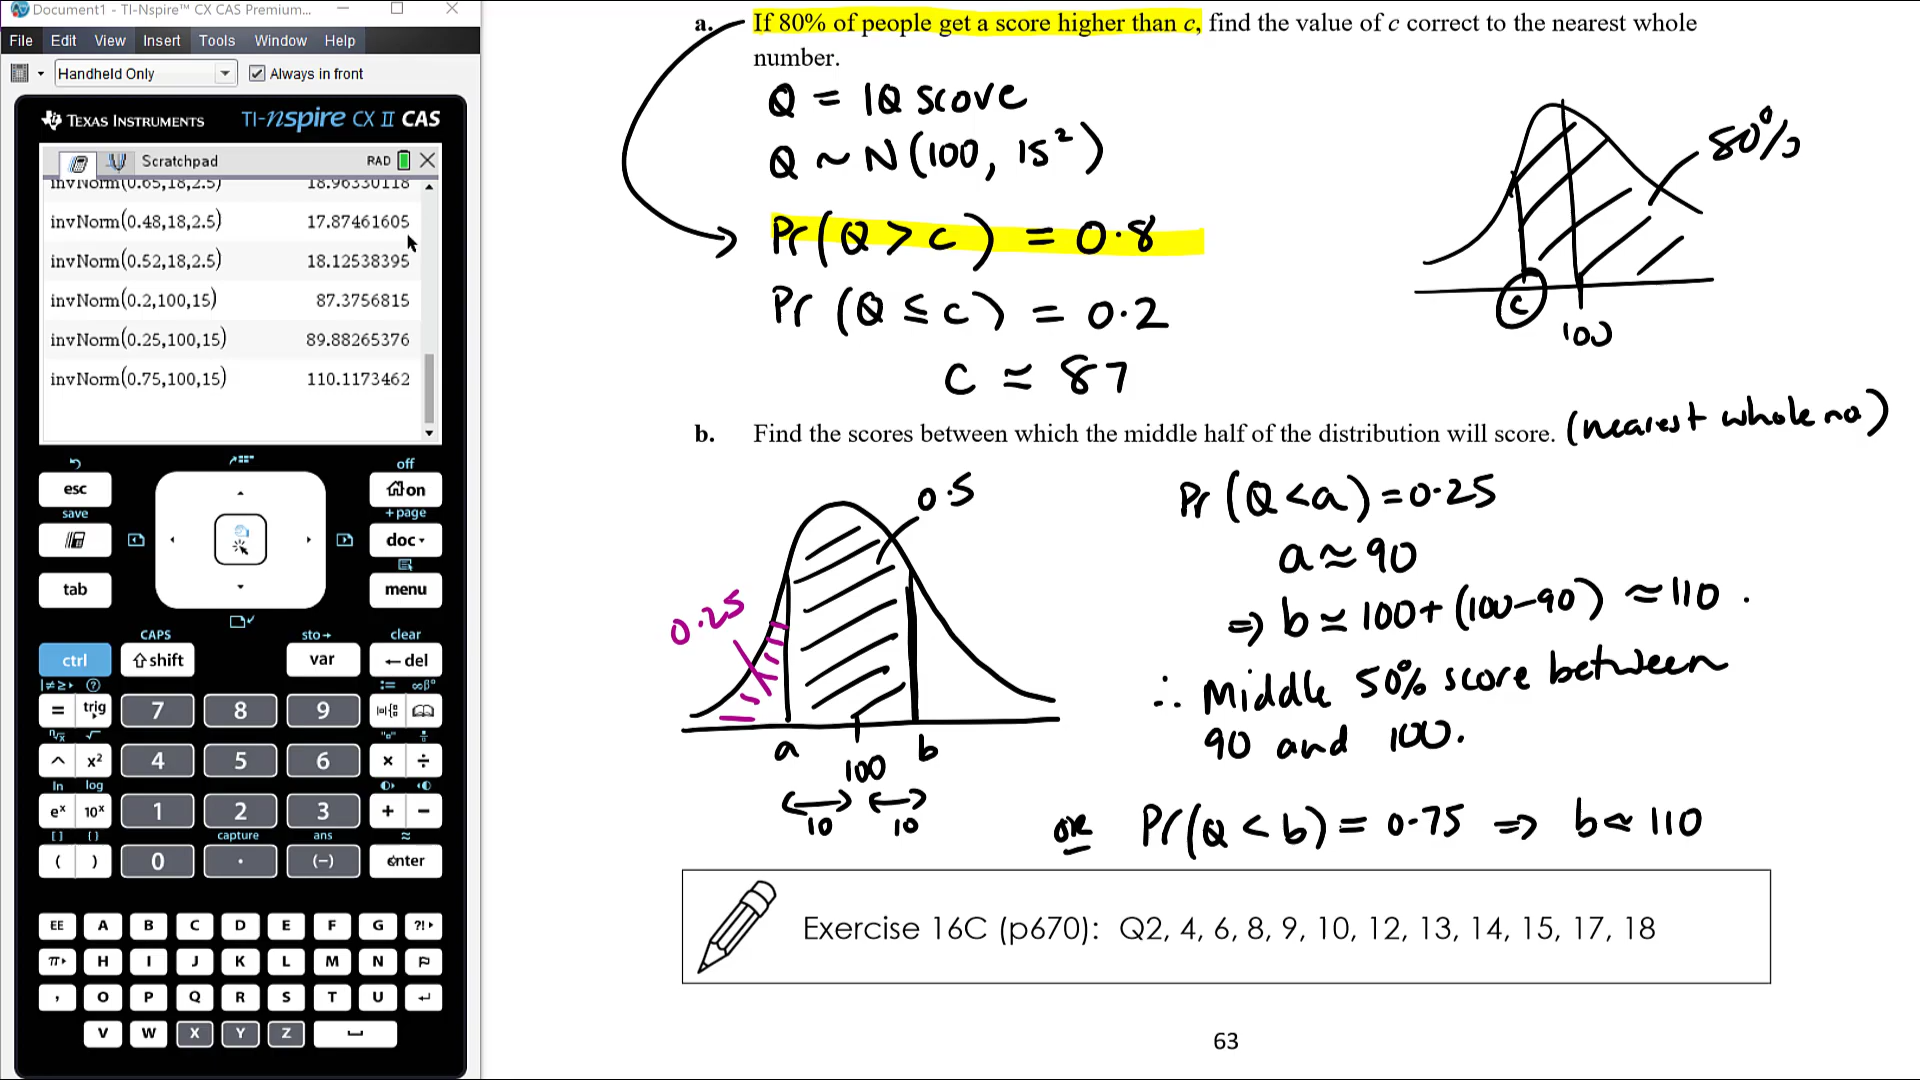 Document1 - TI-Nspire™ CX CAS Premium...
File Edit View Insert Tools Window Help
Handheld Only
Always in front
TEXAS INSTRUMENTS TI-nspire CX II CAS
Scratchpad RAD
invNorm(0.65,18,2.5) 18.96330118
invNorm(0.48,18,2.5) 17.87461605
invNorm(0.52,18,2.5) 18.12538395
invNorm(0.2,100,15) 87.3756815
invNorm(0.25,100,15) 89.88265376
invNorm(0.75,100,15) 110.1173462
off
esc on
save + page
doc
tab menu
CAPS sto→ clear
ctrl shift var ←del
|≠≥▸ := ∞β°
= trig 7 8 9
^ x² 4 5 6 × ÷
ln log
eˣ 10ˣ 1 2 3 + −
[ ] { } capture ans ≈
( ) 0 . (−) enter
EE A B C D E F G ?!▸
π▸ H I J K L M N
, O P Q R S T U
V W X Y Z
a. If 80% of people get a score higher than c, find the value of c correct to the nearest whole
number.
Q = IQ score
Q ~ N(100, 15²)
Pr(Q > c) = 0.8
Pr (Q ≤ c) = 0.2
c ≈ 87
80%
c
100
b. Find the scores between which the middle half of the distribution will score. (nearest whole no)
0.5
0.25
a 100 b
10 10
Pr (Q < a) = 0.25
a ≈ 90
⇒ b ≃ 100 + (100-90) ≈ 110 .
∴ Middle 50% score between
90 and 100.
or Pr(Q < b) = 0.75 ⇒ b ≈ 110
Exercise 16C (p670): Q2, 4, 6, 8, 9, 10, 12, 13, 14, 15, 17, 18
63